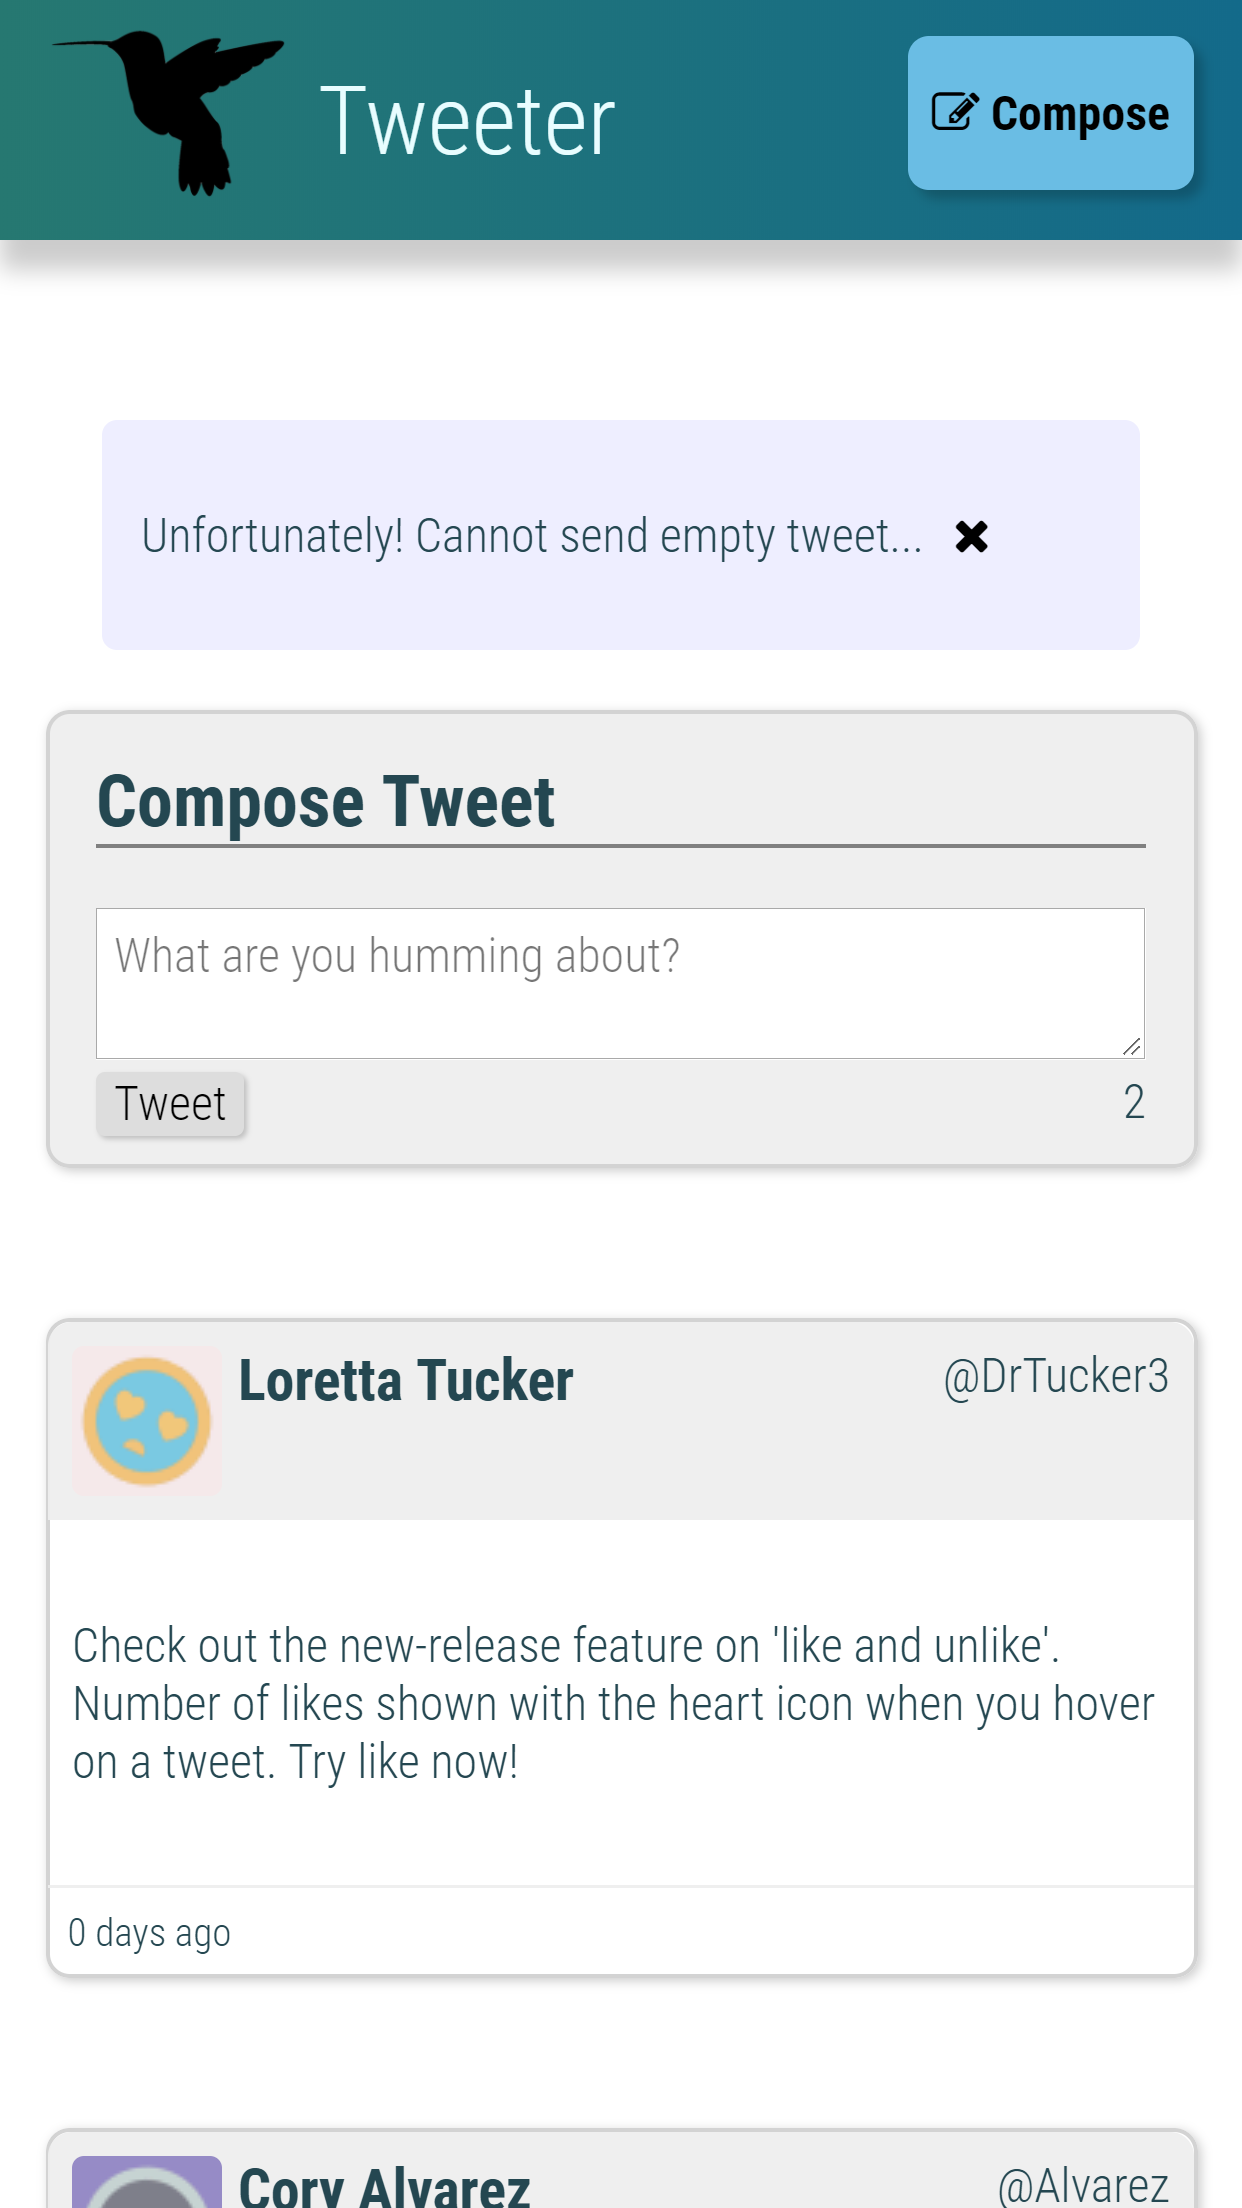 Tweeter
Compose
Unfortunately! Cannot send empty tweet...
Compose Tweet
What are you humming about?
Tweet
2
Loretta Tucker
@DrTucker3
Check out the new-release feature on 'like and unlike'.
Number of likes shown with the heart icon when you hover
on a tweet. Try like now!
0 days ago
Cory Alvarez
@Alvarez